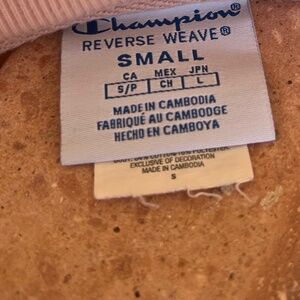 Champion®
REVERSE WEAVE®
SMALL
CA MEX JPN
S/P CH L
MADE IN CAMBODIA
FABRIQUÉ AU CAMBODGE
HECHO EN CAMBOYA
EXCLUSIVE OF DECORATION
MADE IN CAMBODIA
S